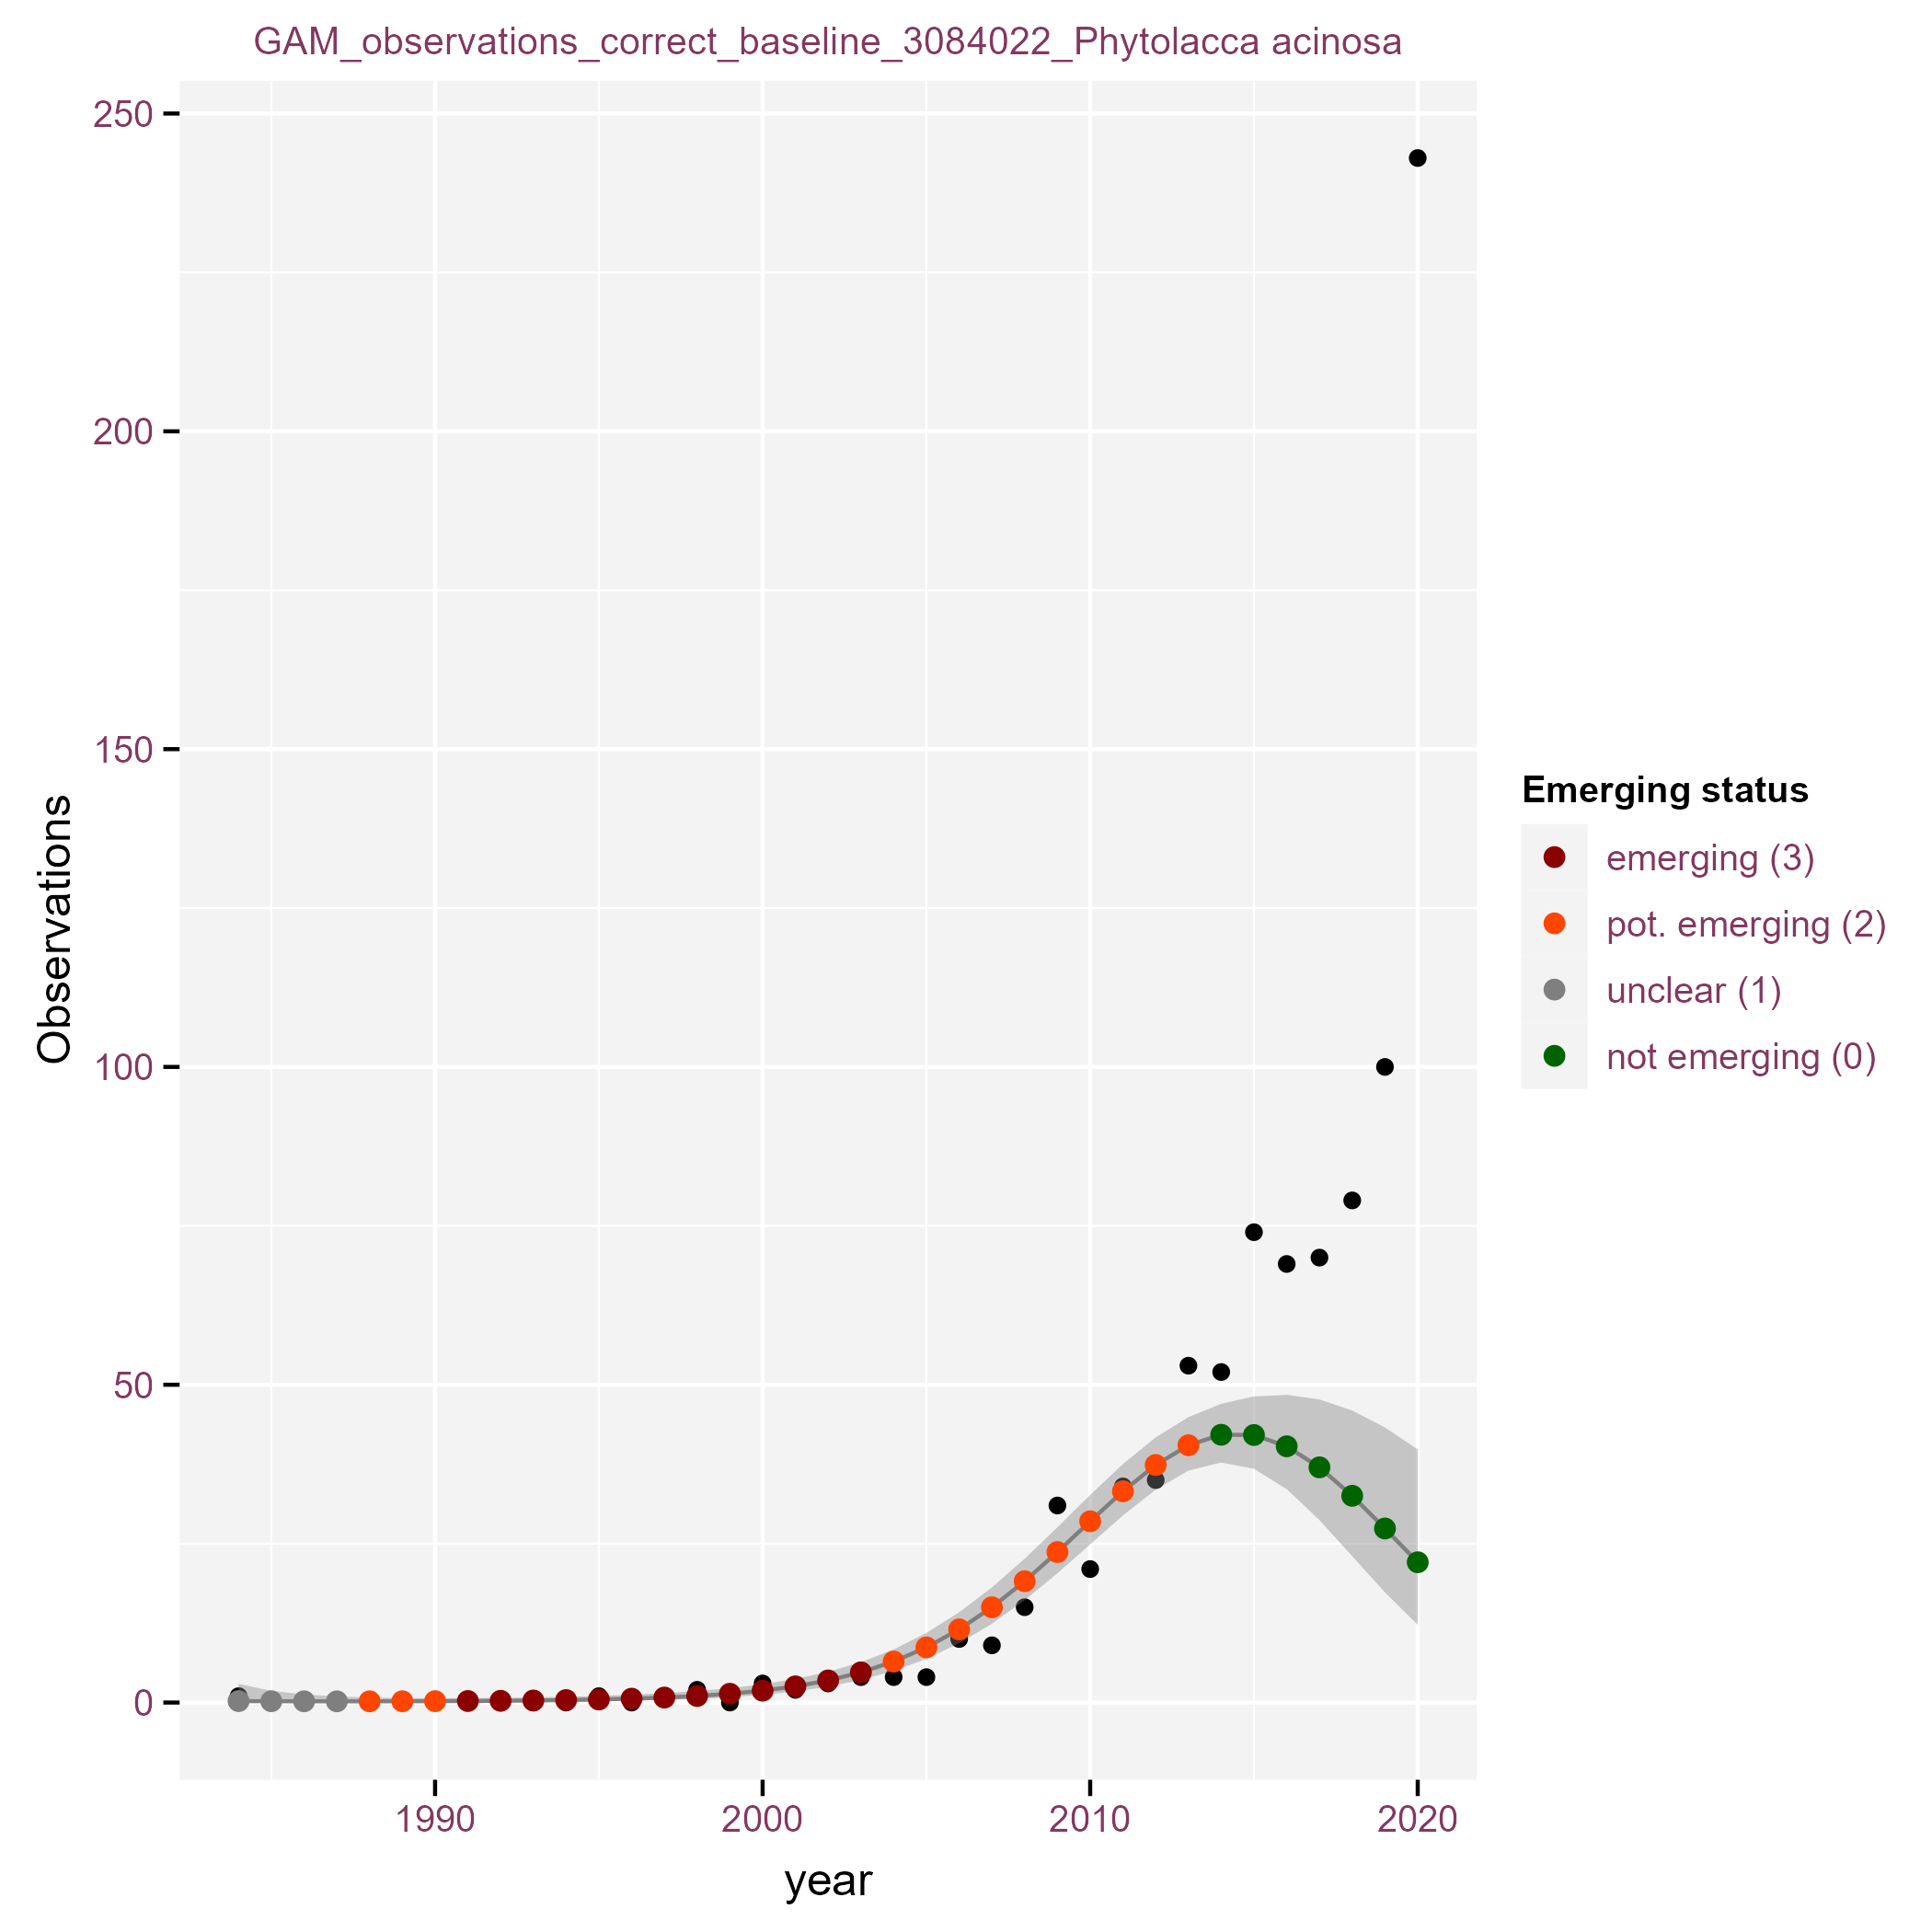 GAM_observations_correct_baseline_3084022_Phytolacca acinosa
250
200
150
100
50
0
Observations
1990
2000
2010
2020
year
Emerging status
emerging (3)
pot. emerging (2)
unclear (1)
not emerging (0)